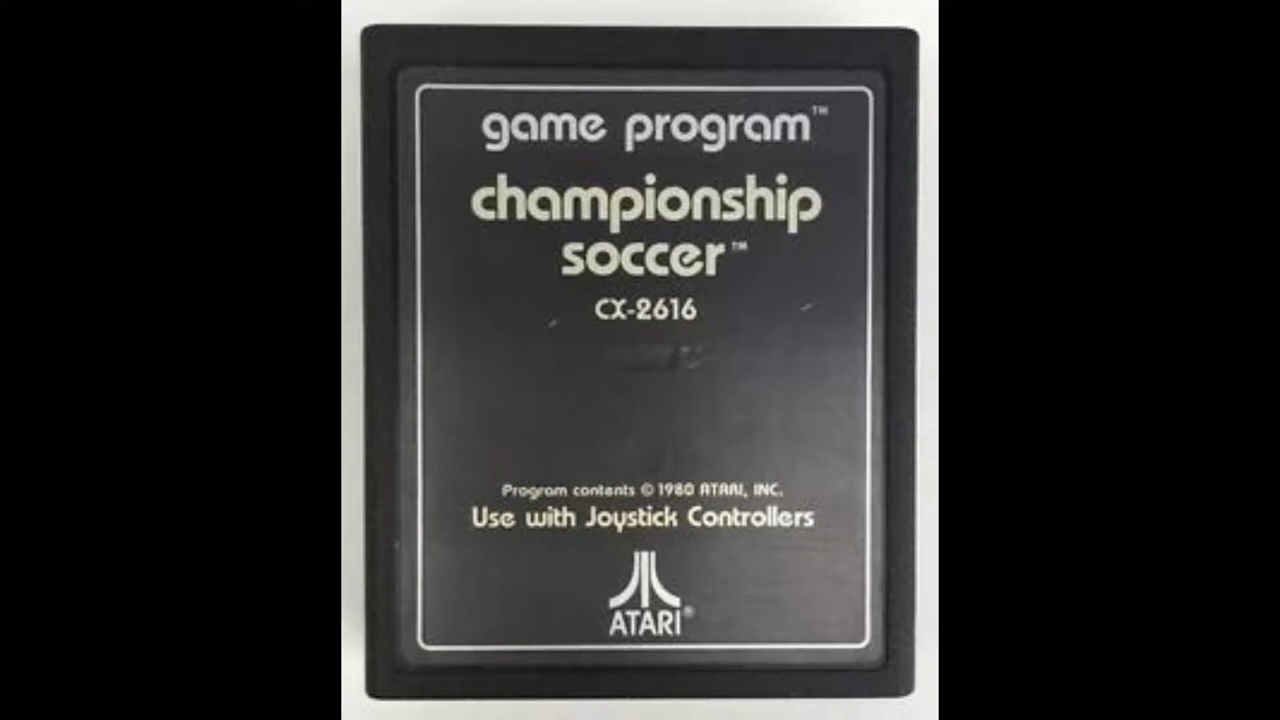 game program™
championship
soccer™
CX-2616
Program contents © 1980 ATARI, INC.
Use with Joystick Controllers
ATARI®